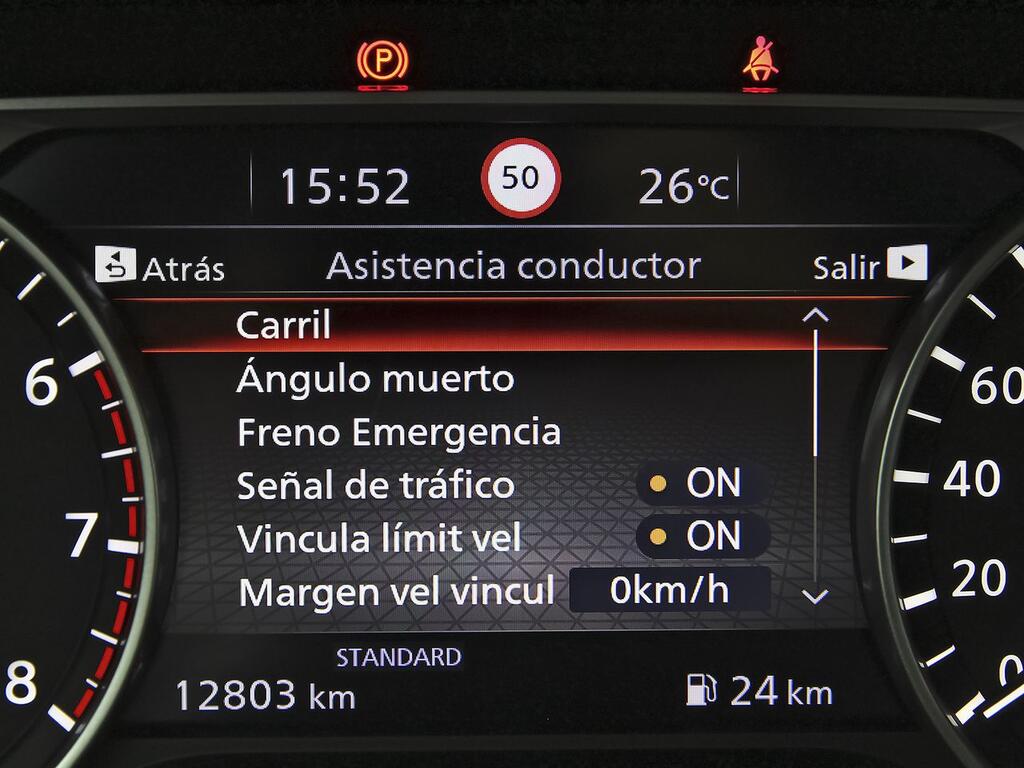 P
15:52 50 26°C
Atrás Asistencia conductor Salir
Carril
Ángulo muerto
Freno Emergencia
Señal de tráfico ON
Vincula límit vel ON
Margen vel vincul 0km/h
STANDARD
12803 km 24 km
6
7
8
60
40
20
0